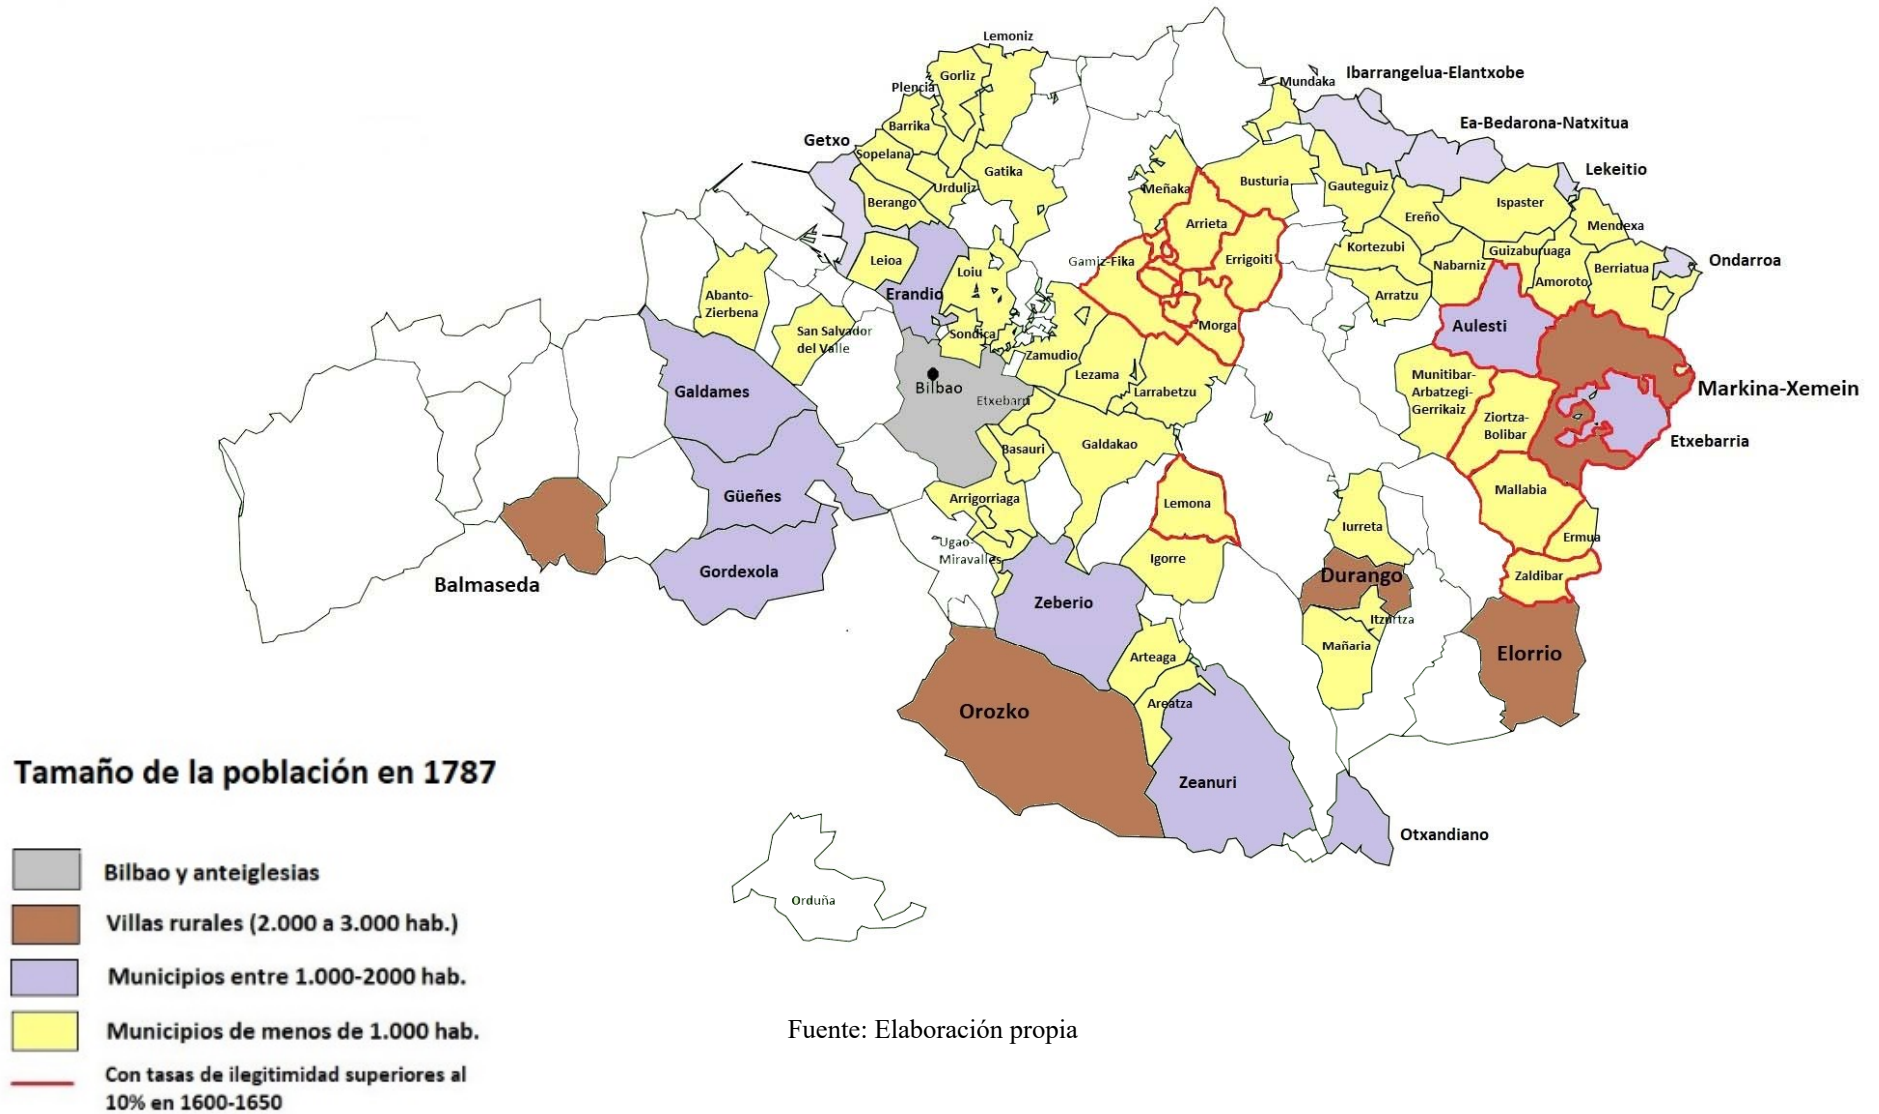 Lemoniz
Gorliz
Plencia
Mundaka
Ibarrangelua-Elantxobe
Barrika
Ea-Bedarona-Natxitua
Getxo
Sopelana
Gatika
Lekeitio
Urduliz
Meñaka
Busturia
Gauteguiz
Berango
Ispaster
Ereño
Arrieta
Mendexa
Kortezubi
Guizaburuaga
Leioa
Gamiz-Fika
Errigoiti
Ondarroa
Loiu
Nabarniz
Berriatua
Amoroto
Erandio
Abanto-
Zierbena
Arratzu
San Salvador
del Valle
Sondica
Morga
Aulesti
Zamudio
Lezama
Larrabetzu
Munitibar-
Arbatzegi-
Gerrikaiz
Galdames
Bilbao
Etxebarri
Markina-Xemein
Ziortza-
Bolibar
Etxebarria
Basauri
Galdakao
Güeñes
Arrigorriaga
Lemona
Mallabia
Iurreta
Ermua
Ugao-
Miravalles
Igorre
Gordexola
Balmaseda
Durango
Zaldibar
Zeberio
Itzurtza
Mañaria
Arteaga
Elorrio
Areatza
Orozko
Zeanuri
Otxandiano
Orduña
Tamaño de la población en 1787
Bilbao y anteiglesias
Villas rurales (2.000 a 3.000 hab.)
Municipios entre 1.000-2000 hab.
Municipios de menos de 1.000 hab.
Con tasas de ilegitimidad superiores al
10% en 1600-1650
Fuente: Elaboración propia